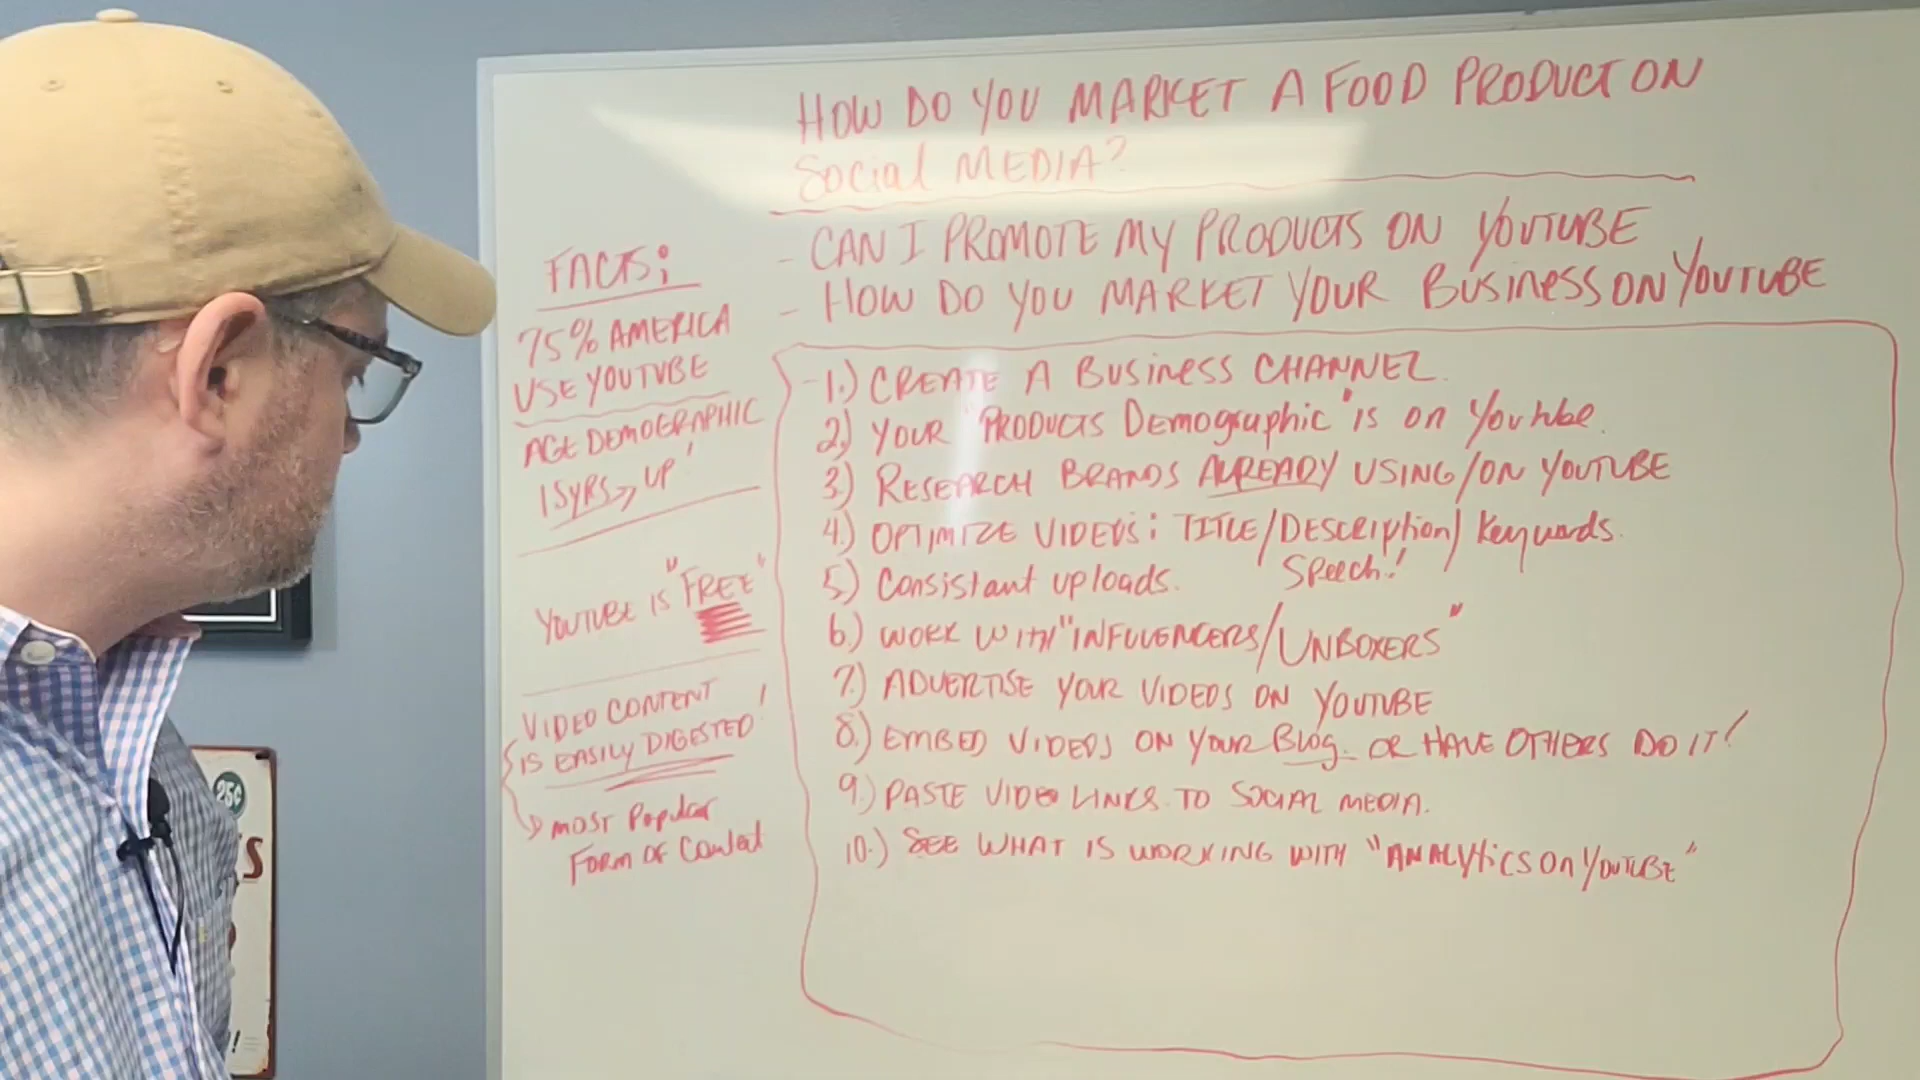 HOW DO YOU MARKET A FOOD PRODUCT ON
Social MEDIA?
- CAN I PROMOTE MY PRODUCTS ON YOUTUBE
- HOW DO YOU MARKET YOUR BUSINESS ON YOUTUBE
FACTS:
75% AMERICA
USE YOUTUBE
AGE DEMOGRAPHIC
15YRS → UP!
YOUTUBE IS "FREE"
VIDEO CONTENT
IS EASILY DIGESTED!
→ MOST Popular
FORM OF Content
-1.) CREATE A BUSINESS CHANNEL.
2.) YOUR "PRODUCTS Demographic" is on Youtube.
3.) RESEARCH BRANDS ALREADY USING/ON YOUTUBE
4.) OPTIMIZE VIDEOS: TITLE/DESCRIPTION/Keywords.
Speech!
5.) Consistant uploads.
6.) WORK WITH "INFLUENCERS/UNBOXERS"
7.) ADVERTISE YOUR VIDEOS ON YOUTUBE
8.) EMBED VIDEOS ON YOUR Blog. OR HAVE OTHERS DO IT!
9.) PASTE VIDEO LINKS TO SOCIAL MEDIA.
10.) SEE WHAT IS WORKING WITH "ANALYTICS ON YOUTUBE"
25¢
S
!